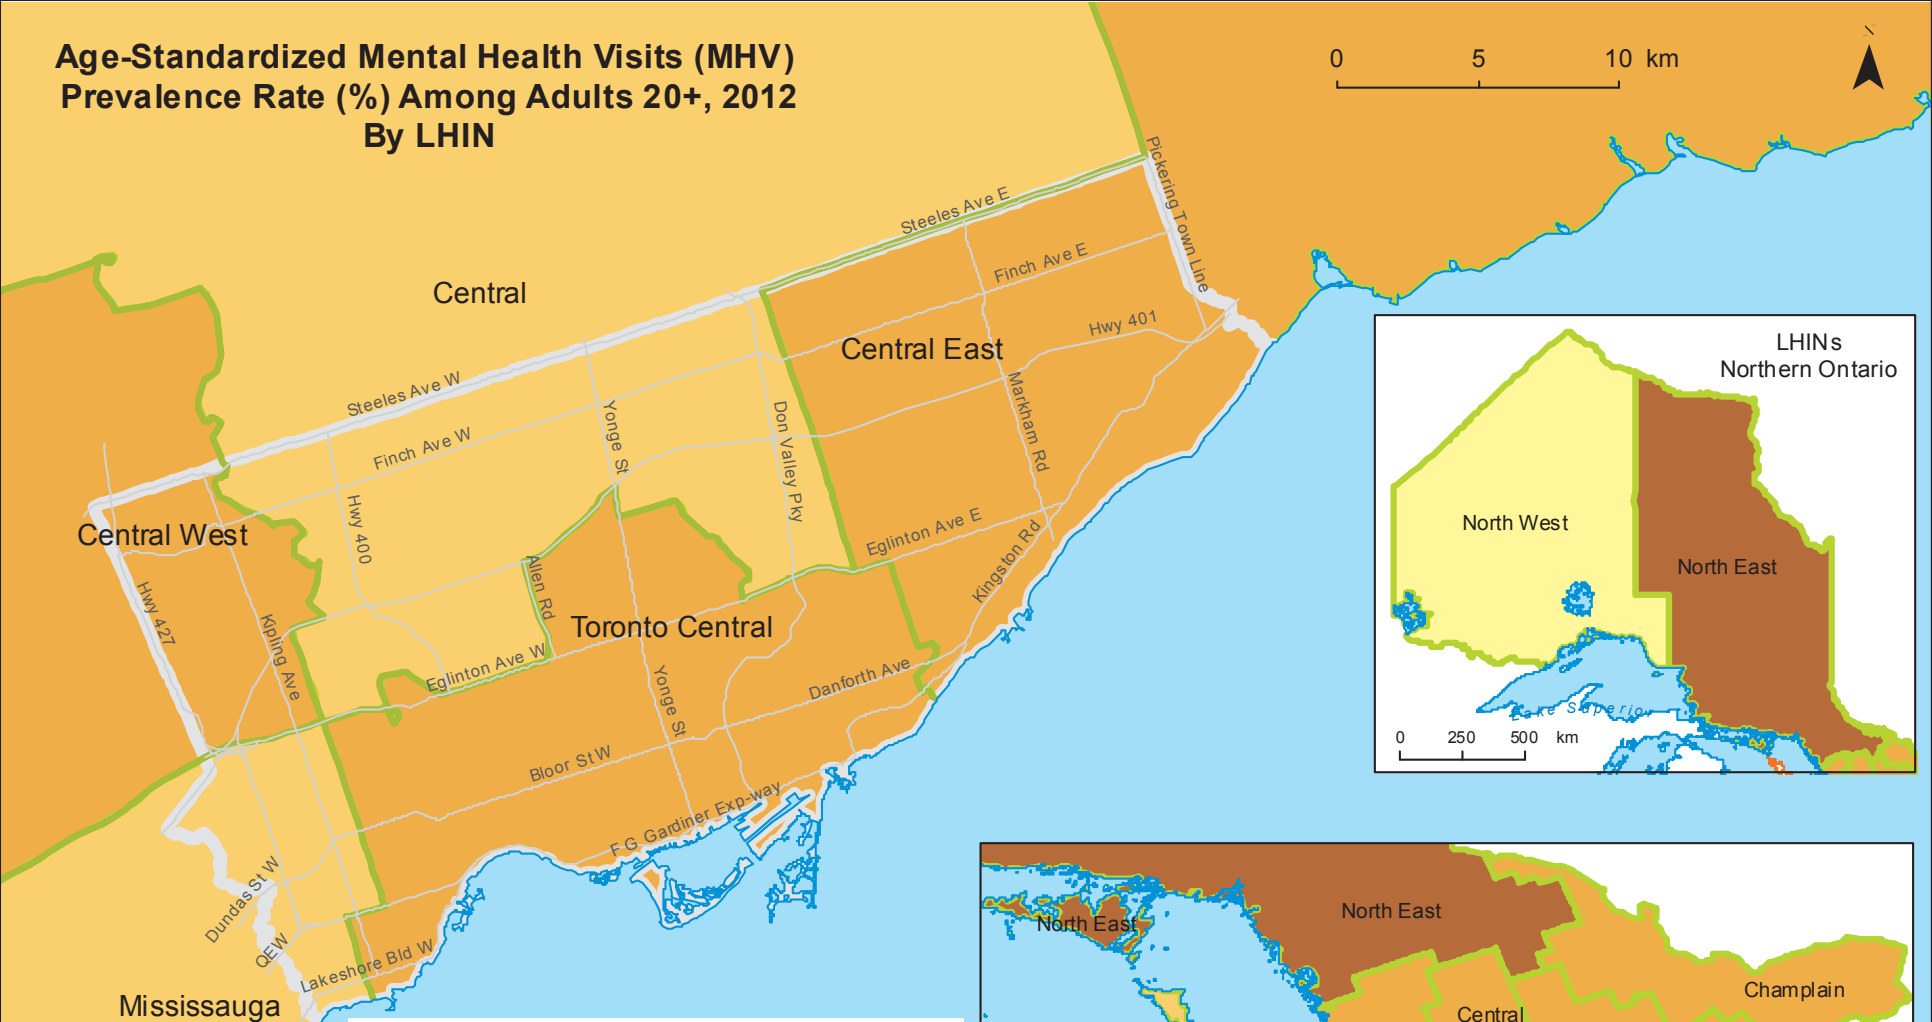 Age-Standardized Mental Health Visits (MHV)
Prevalence Rate (%) Among Adults 20+, 2012
By LHIN
0 5 10 km
Pickering Town Line
Steeles Ave E
Finch Ave E
Central
Hwy 401
Central East
LHINs
Northern Ontario
Steeles Ave W
Markham Rd
Yonge St
Don Valley Pky
Finch Ave W
Hwy 400
Central West
Eglinton Ave E
Kingston Rd
North West
North East
Allen Rd
Hwy 427
Kipling Ave
Toronto Central
Eglinton Ave W
Yonge St
Danforth Ave
Lake Superior
0 250 500 km
Bloor St W
F G Gardiner Exp-way
Dundas St W
QEW
Lakeshore Bld W
Mississauga
North East
North East
Champlain
Central